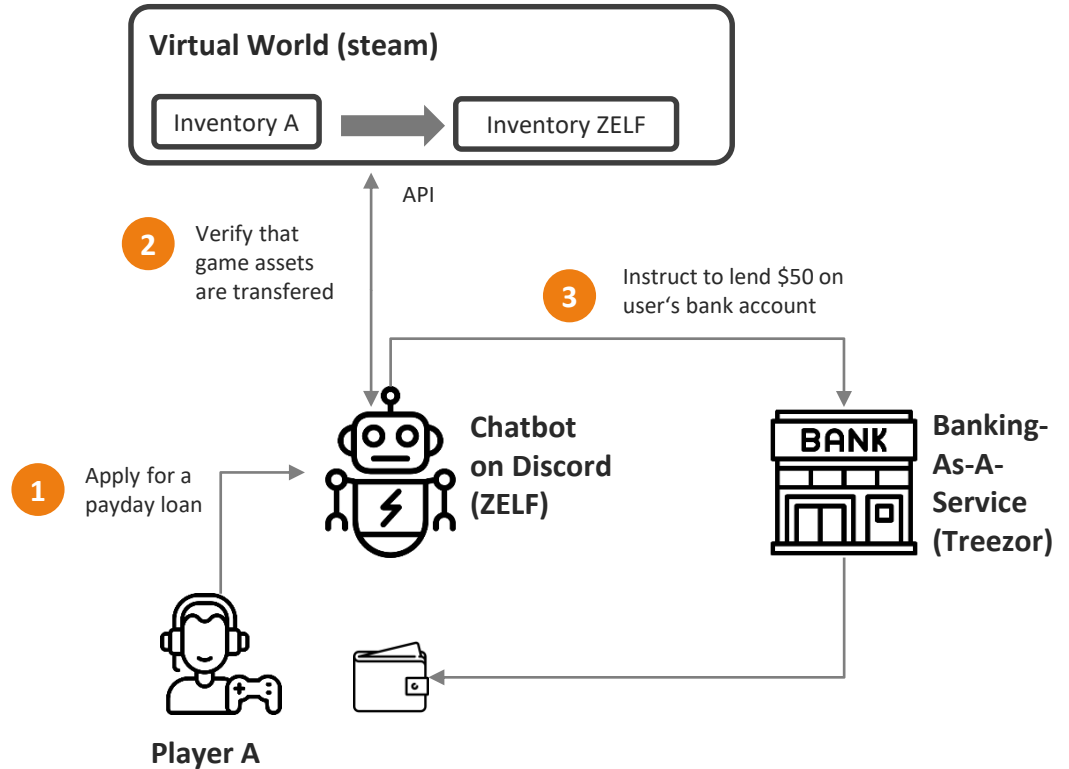 Virtual World (steam)
Inventory A
Inventory ZELF
API
2
Verify that
game assets
are transfered
3
Instruct to lend $50 on
user‘s bank account
Chatbot
on Discord
(ZELF)
BANK
Banking-
As-A-
Service
(Treezor)
1
Apply for a
payday loan
Player A